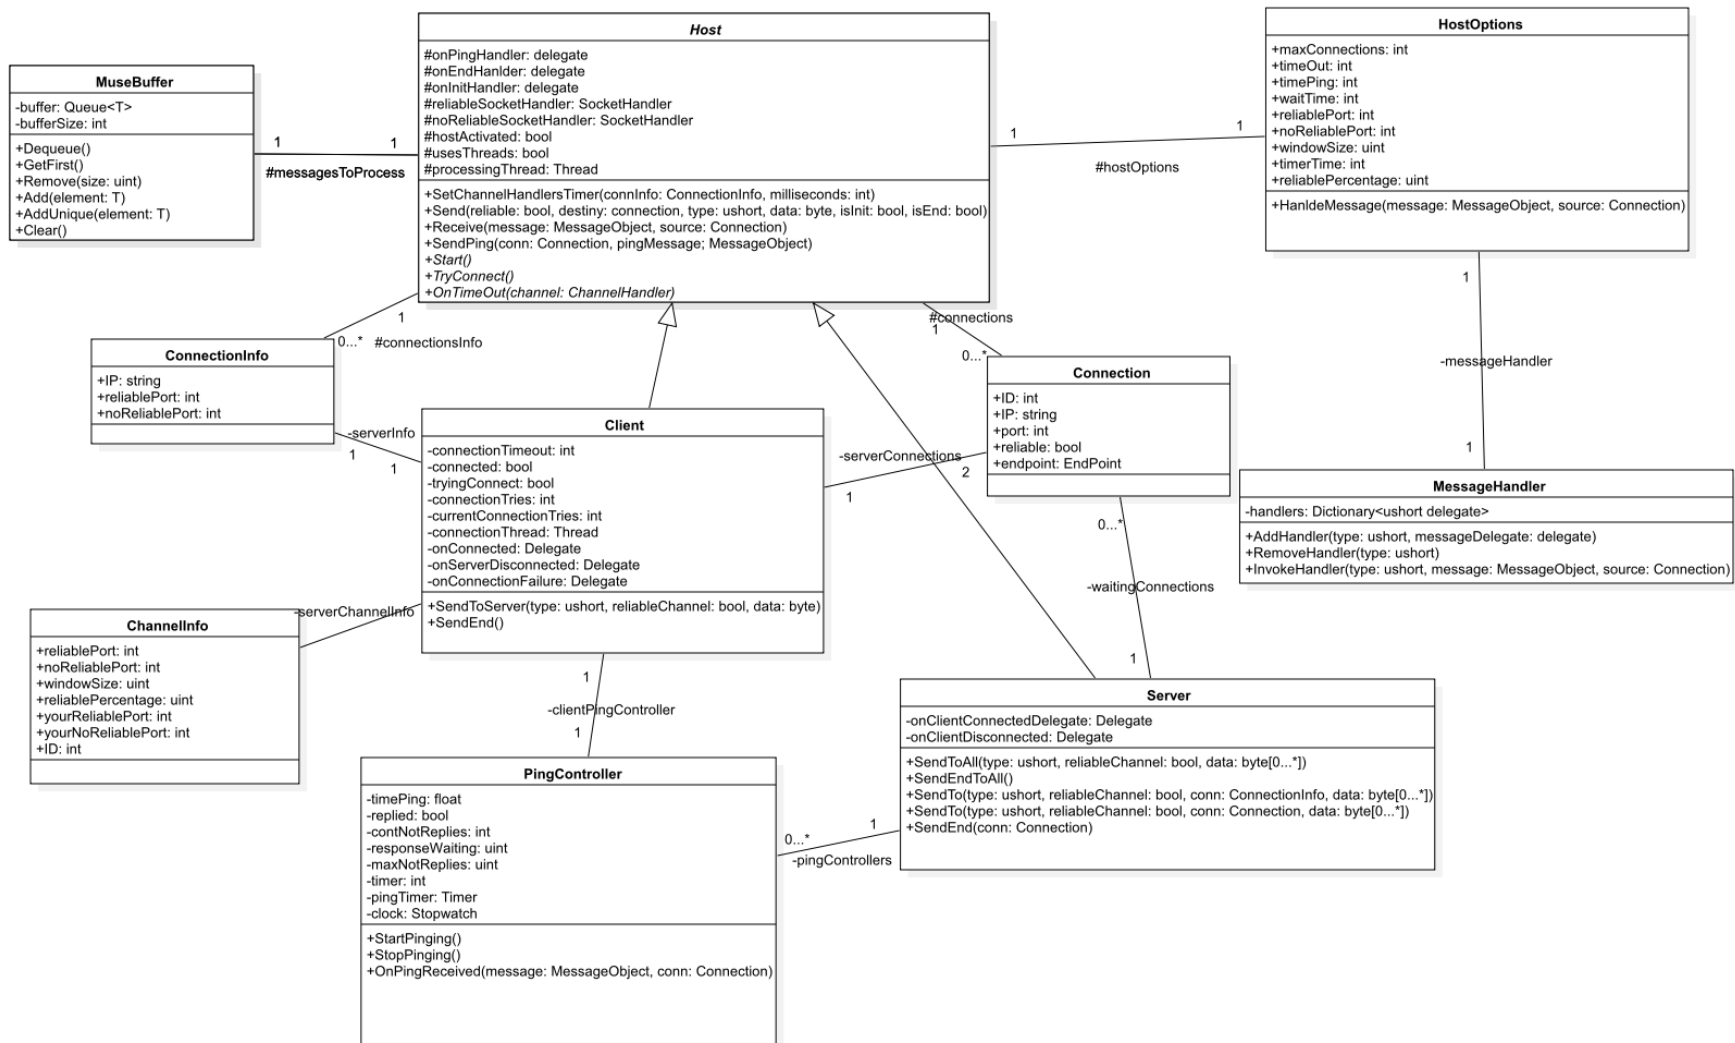 Host
#onPingHandler: delegate
#onEndHanlder: delegate
#onInitHandler: delegate
#reliableSocketHandler: SocketHandler
#noReliableSocketHandler: SocketHandler
#hostActivated: bool
#usesThreads: bool
#processingThread: Thread
+SetChannelHandlersTimer(connInfo: ConnectionInfo, milliseconds: int)
+Send(reliable: bool, destiny: connection, type: ushort, data: byte, isInit: bool, isEnd: bool)
+Receive(message: MessageObject, source: Connection)
+SendPing(conn: Connection, pingMessage; MessageObject)
+Start()
+TryConnect()
+OnTimeOut(channel: ChannelHandler)
HostOptions
+maxConnections: int
+timeOut: int
+timePing: int
+waitTime: int
+reliablePort: int
+noReliablePort: int
+windowSize: uint
+timerTime: int
+reliablePercentage: uint
+HanldeMessage(message: MessageObject, source: Connection)
MuseBuffer
-buffer: Queue<T>
-bufferSize: int
+Dequeue()
+GetFirst()
+Remove(size: uint)
+Add(element: T)
+AddUnique(element: T)
+Clear()
1
1
#messagesToProcess
1
1
#hostOptions
1
0...*
#connectionsInfo
#connections
1
0...*
1
-messageHandler
1
ConnectionInfo
+IP: string
+reliablePort: int
+noReliablePort: int
-serverInfo
1
1
Client
-connectionTimeout: int
-connected: bool
-tryingConnect: bool
-connectionTries: int
-currentConnectionTries: int
-connectionThread: Thread
-onConnected: Delegate
-onServerDisconnected: Delegate
-onConnectionFailure: Delegate
+SendToServer(type: ushort, reliableChannel: bool, data: byte)
+SendEnd()
-serverConnections
1
2
Connection
+ID: int
+IP: string
+port: int
+reliable: bool
+endpoint: EndPoint
0...*
-waitingConnections
1
MessageHandler
-handlers: Dictionary<ushort delegate>
+AddHandler(type: ushort, messageDelegate: delegate)
+RemoveHandler(type: ushort)
+InvokeHandler(type: ushort, message: MessageObject, source: Connection)
-serverChannelInfo
ChannelInfo
+reliablePort: int
+noReliablePort: int
+windowSize: uint
+reliablePercentage: uint
+yourReliablePort: int
+yourNoReliablePort: int
+ID: int
1
-clientPingController
1
Server
-onClientConnectedDelegate: Delegate
-onClientDisconnected: Delegate
+SendToAll(type: ushort, reliableChannel: bool, data: byte[0...*])
+SendEndToAll()
+SendTo(type: ushort, reliableChannel: bool, conn: ConnectionInfo, data: byte[0...*])
+SendTo(type: ushort, reliableChannel: bool, conn: Connection, data: byte[0...*])
+SendEnd(conn: Connection)
PingController
-timePing: float
-replied: bool
-contNotReplies: int
-responseWaiting: uint
-maxNotReplies: uint
-timer: int
-pingTimer: Timer
-clock: Stopwatch
+StartPinging()
+StopPinging()
+OnPingReceived(message: MessageObject, conn: Connection)
0...*
1
-pingControllers